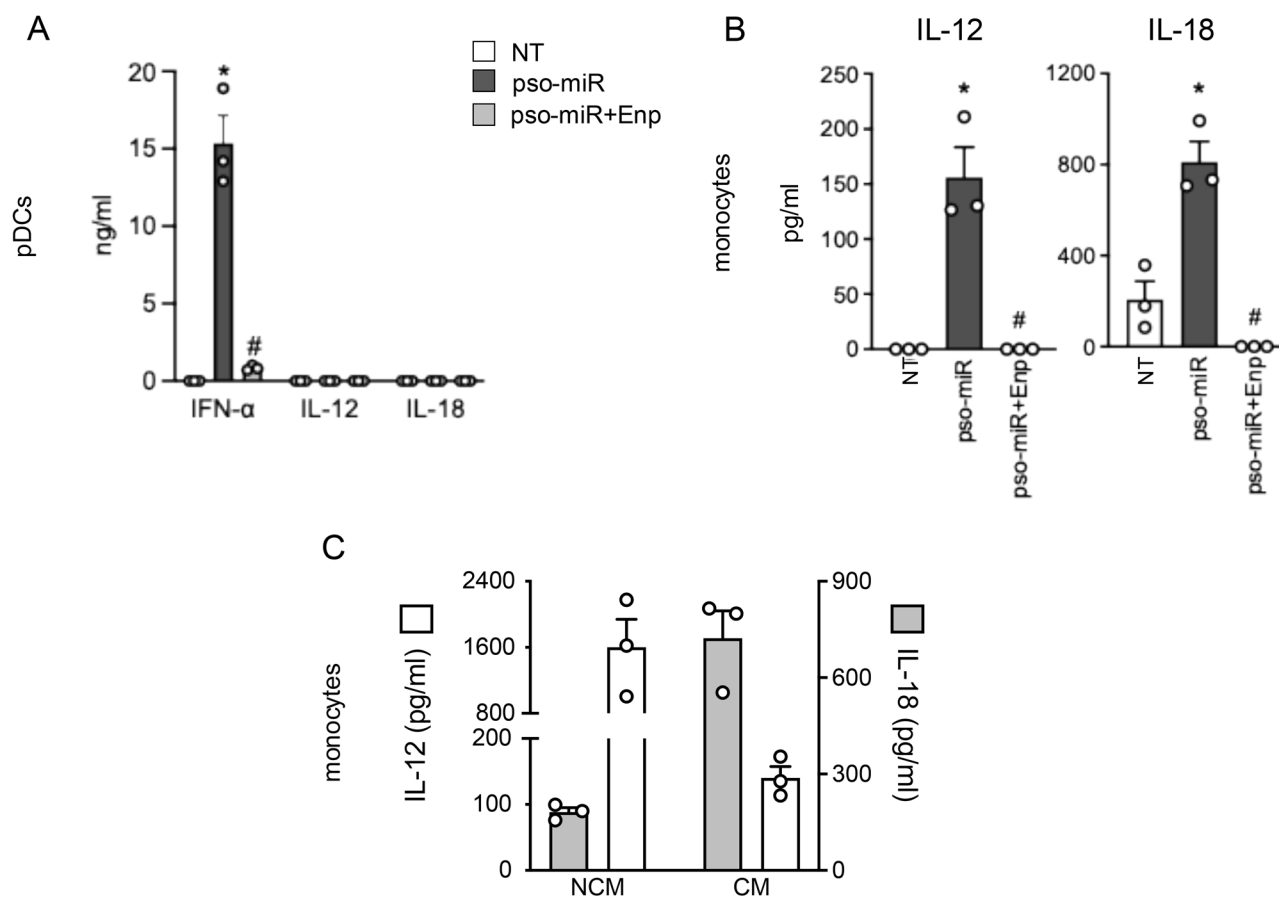 A
NT
pso-miR
pso-miR+Enp
pDCs
ng/ml
20
15
10
5
0
*
#
IFN-α
IL-12
IL-18
B
IL-12
IL-18
monocytes
pg/ml
250
200
150
100
50
0
*
#
NT
pso-miR
pso-miR+Enp
1200
800
400
0
*
#
NT
pso-miR
pso-miR+Enp
C
monocytes
IL-12 (pg/ml)
2400
1600
800
200
100
0
NCM
CM
900
600
300
0
IL-18 (pg/ml)